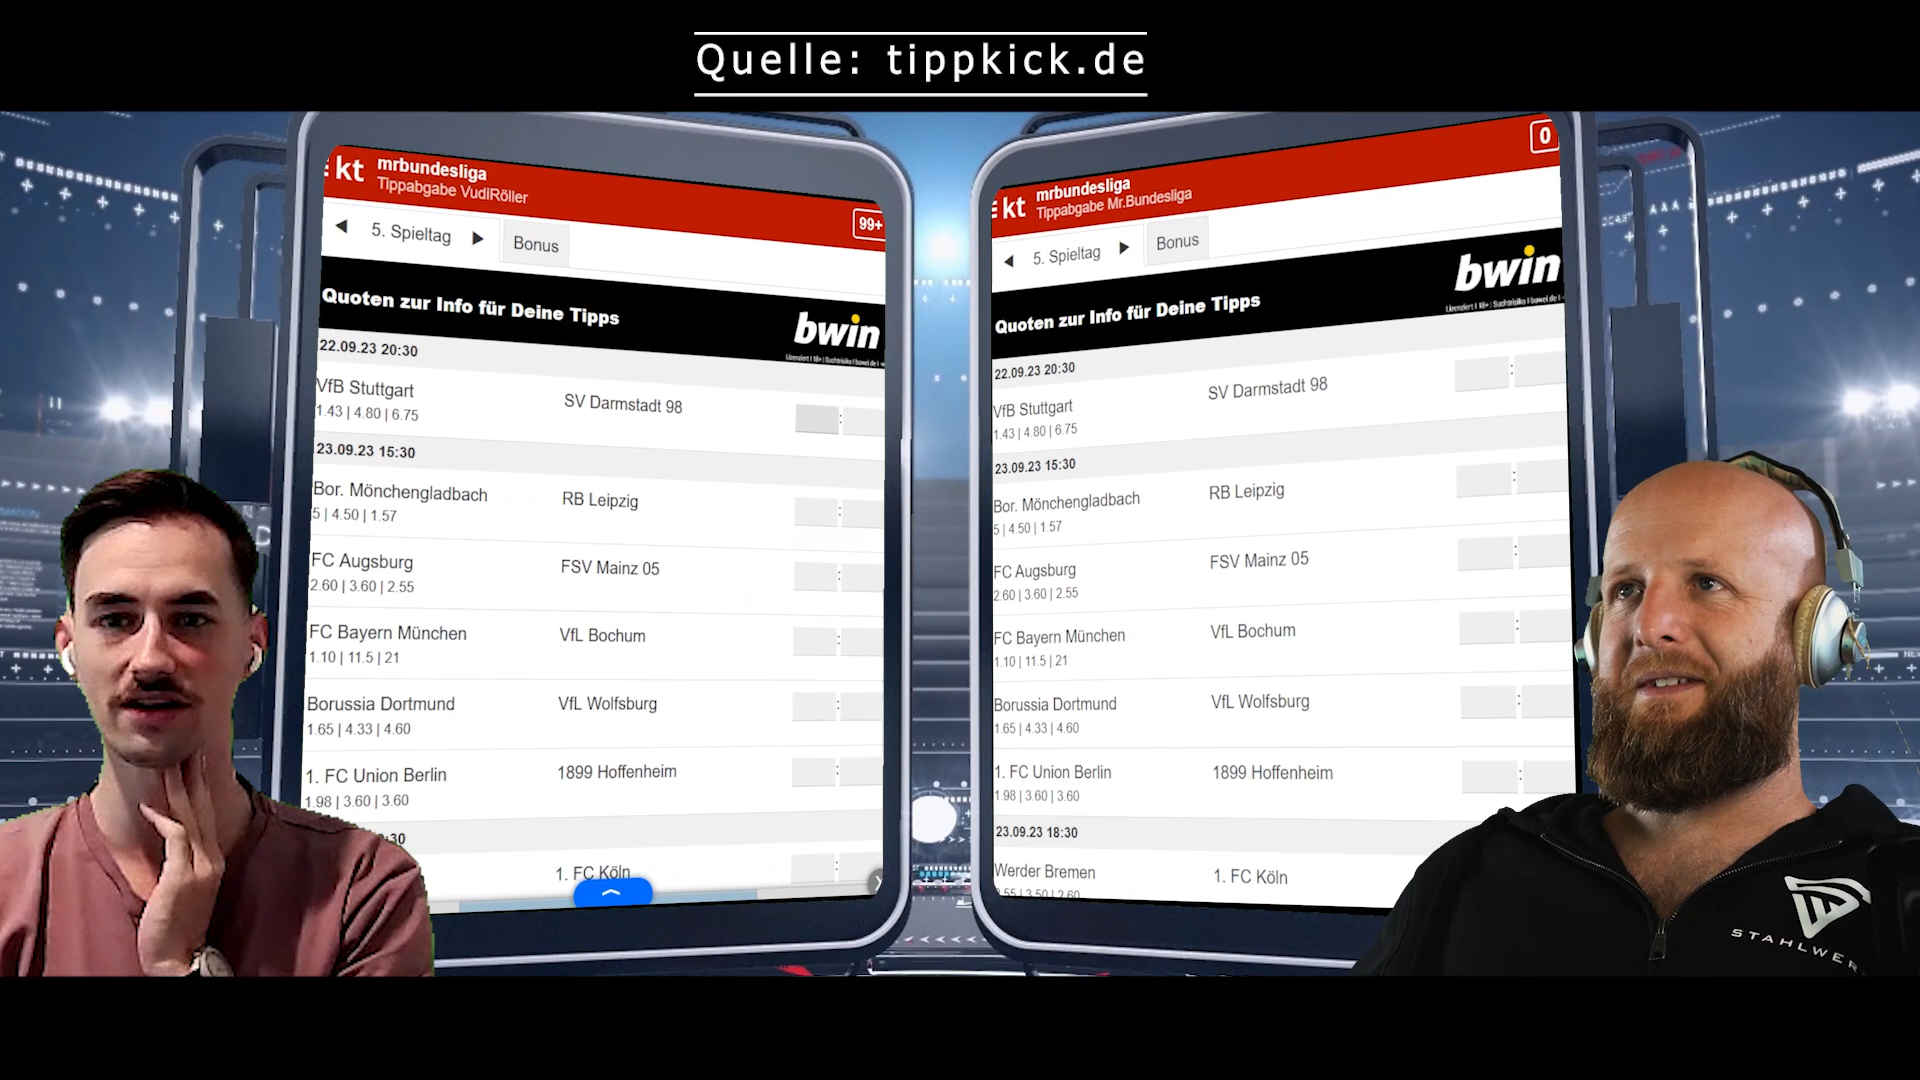 Quelle: tippkick.de
kt
mrbundesliga
Tippabgabe VudiRöller
99+
5. Spieltag
Bonus
Quoten zur Info für Deine Tipps
bwin
22.09.23 20:30
VfB Stuttgart
SV Darmstadt 98
:
1.43 | 4.80 | 6.75
23.09.23 15:30
Bor. Mönchengladbach
RB Leipzig
:
5 | 4.50 | 1.57
FC Augsburg
FSV Mainz 05
:
2.60 | 3.60 | 2.55
FC Bayern München
VfL Bochum
:
1.10 | 11.5 | 21
Borussia Dortmund
VfL Wolfsburg
:
1.65 | 4.33 | 4.60
1. FC Union Berlin
1899 Hoffenheim
:
1.98 | 3.60 | 3.60
:30
1. FC Köln
:
kt
mrbundesliga
Tippabgabe Mr.Bundesliga
0
5. Spieltag
Bonus
Quoten zur Info für Deine Tipps
bwin
22.09.23 20:30
VfB Stuttgart
SV Darmstadt 98
:
1.43 | 4.80 | 6.75
23.09.23 15:30
Bor. Mönchengladbach
RB Leipzig
:
5 | 4.50 | 1.57
FC Augsburg
FSV Mainz 05
:
2.60 | 3.60 | 2.55
FC Bayern München
VfL Bochum
:
1.10 | 11.5 | 21
Borussia Dortmund
VfL Wolfsburg
:
1.65 | 4.33 | 4.60
1. FC Union Berlin
1899 Hoffenheim
:
1.98 | 3.60 | 3.60
23.09.23 18:30
Werder Bremen
1. FC Köln
2.55 | 3.50 | 2.60
STAHLWER